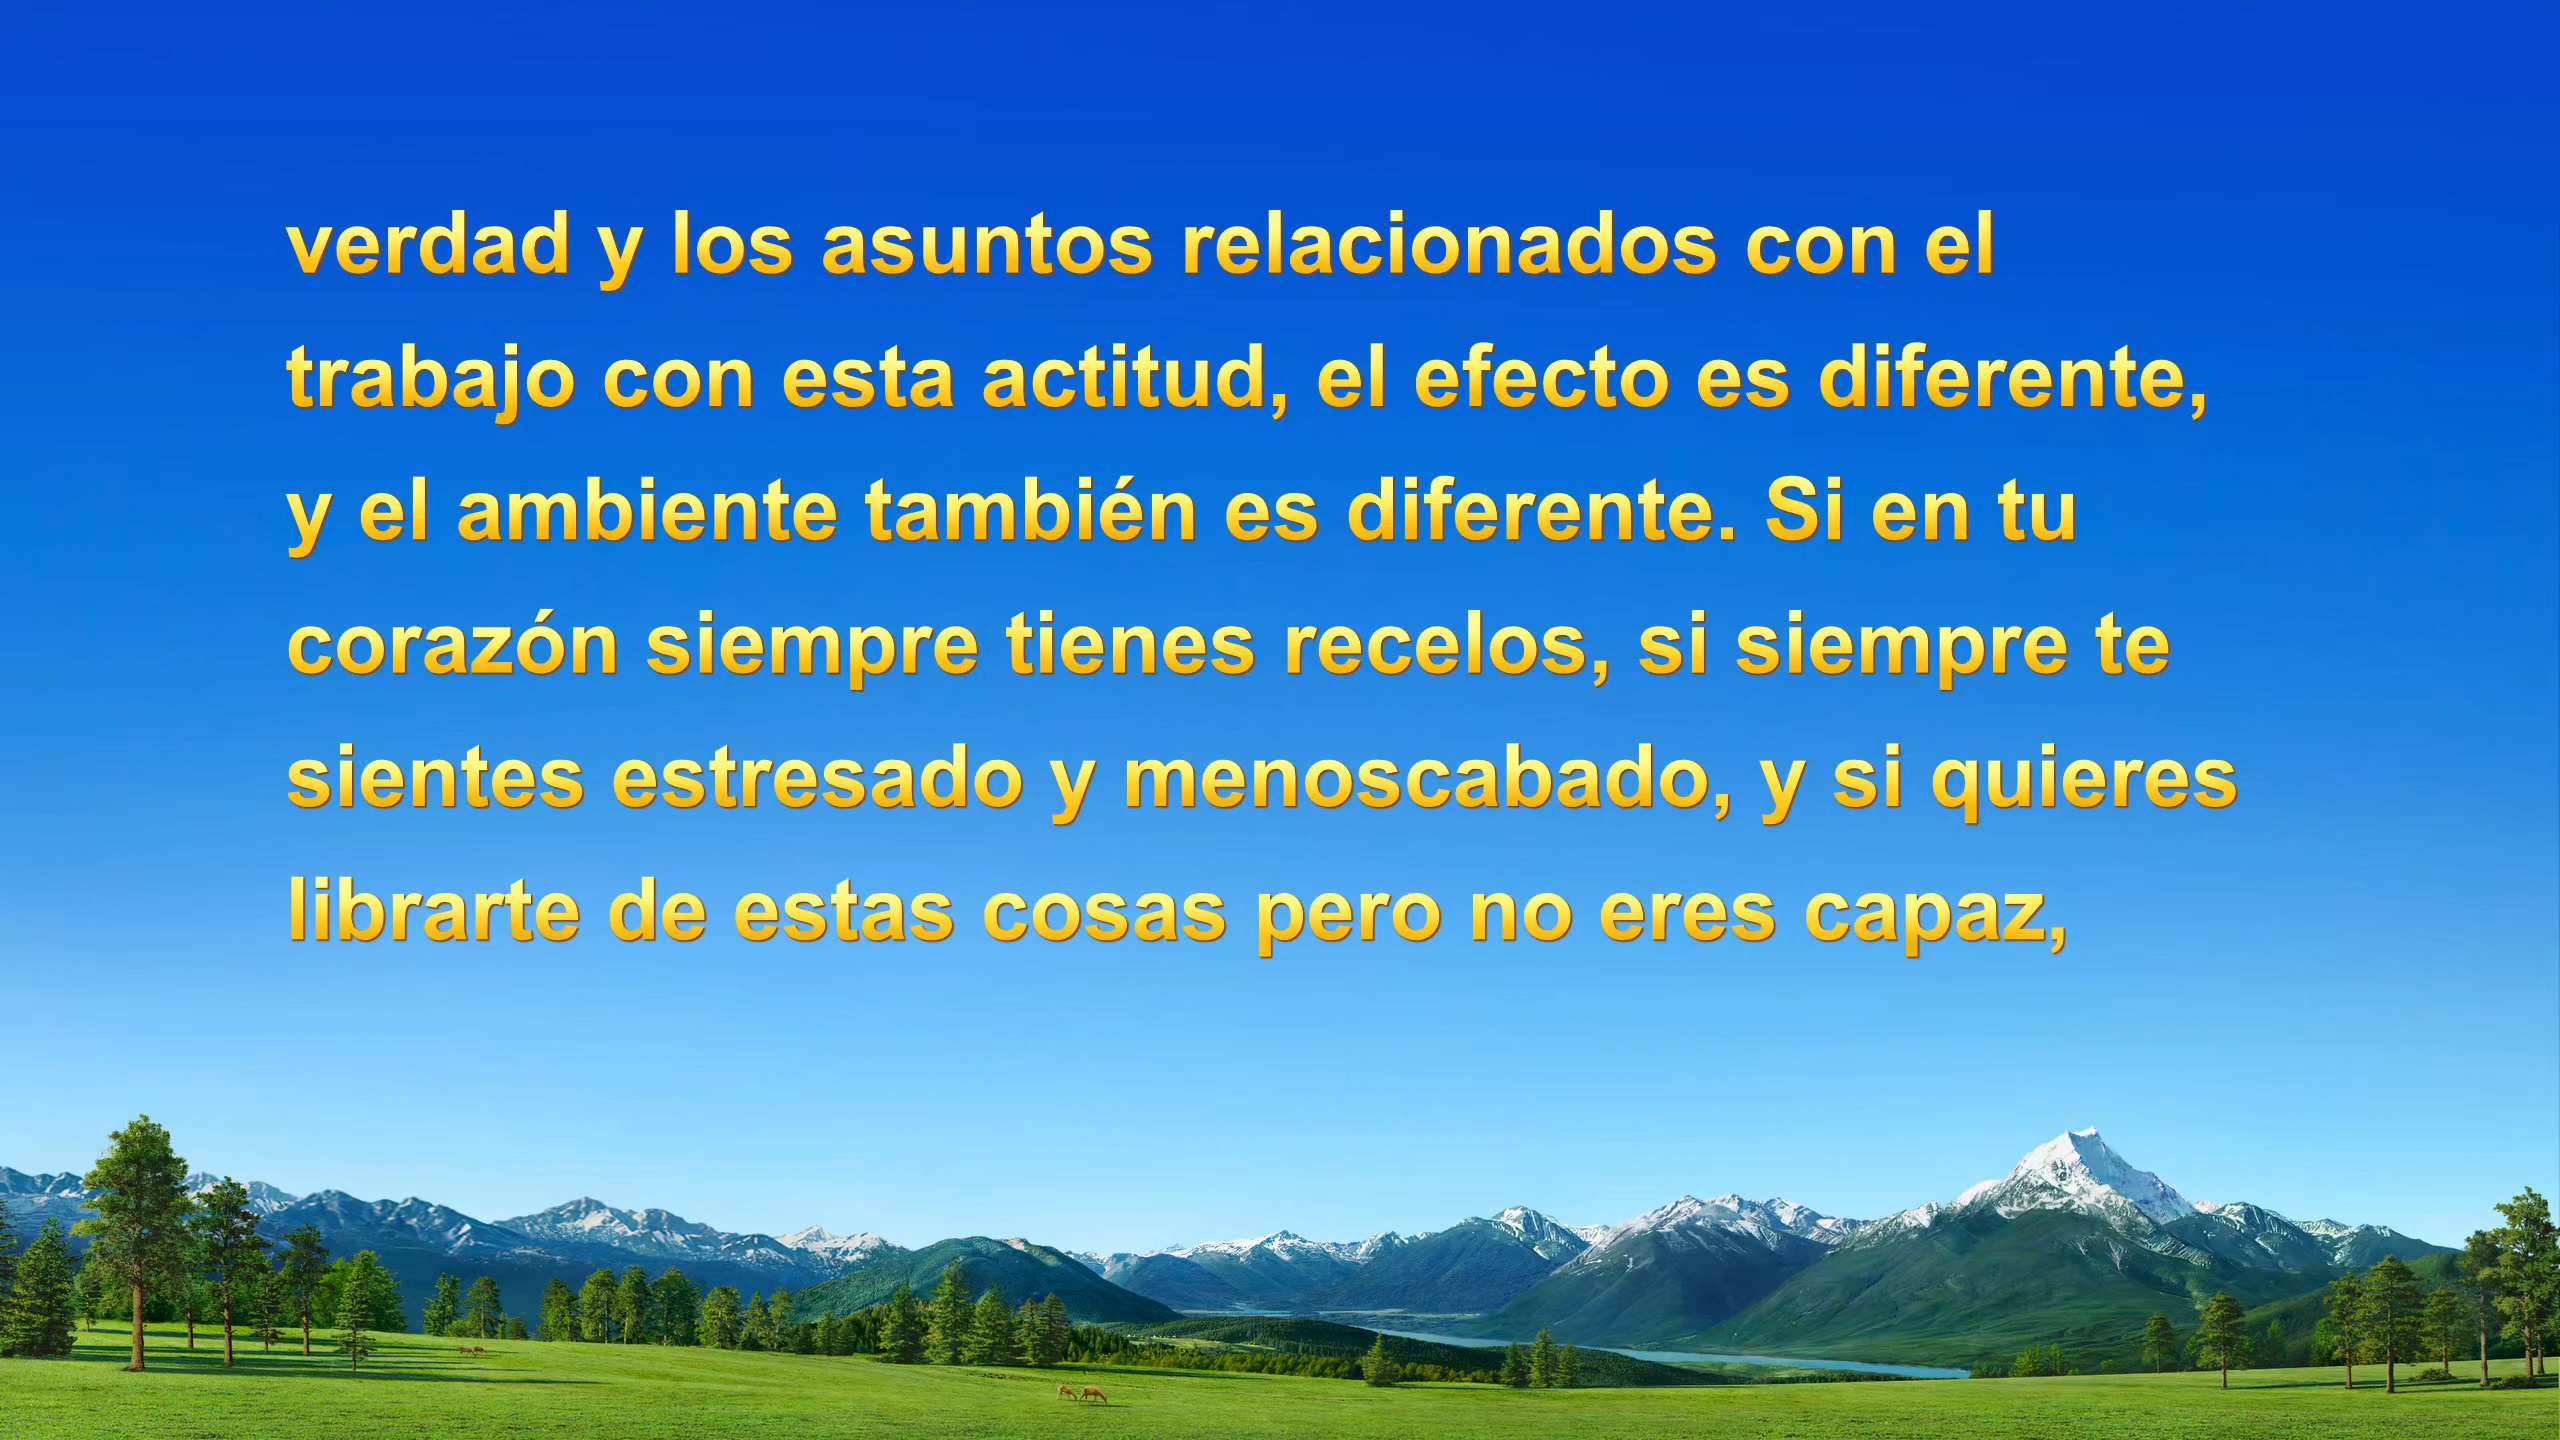 verdad y los asuntos relacionados con el
trabajo con esta actitud, el efecto es diferente,
y el ambiente también es diferente. Si en tu
corazón siempre tienes recelos, si siempre te
sientes estresado y menoscabado, y si quieres
librarte de estas cosas pero no eres capaz,